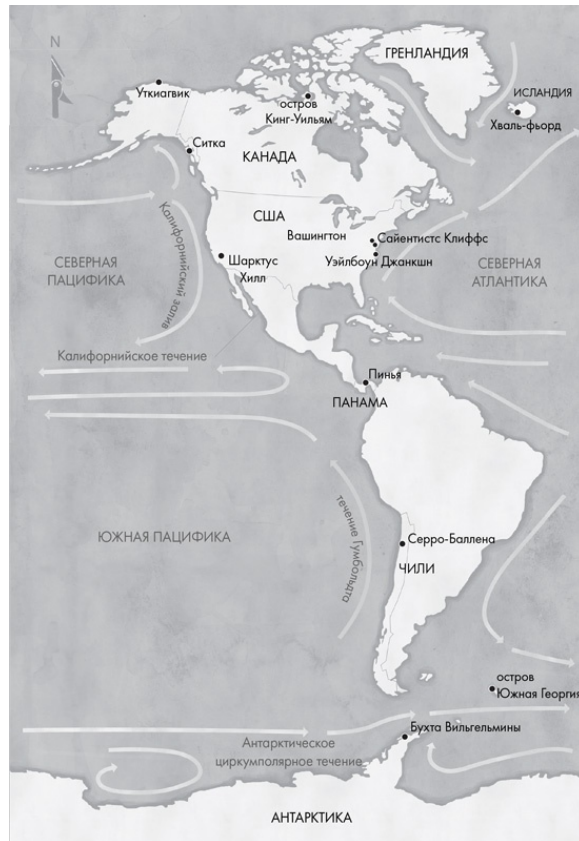 ГРЕНЛАНДИЯ
N
ИСЛАНДИЯ
Уткиагвик
остров
Кинг-Уильям
Хваль-фьорд
Ситка
КАНАДА
США
Вашингтон
Сайентистс Клиффс
Шарктус
Хилл
Уэйлбоун Джанкшн
СЕВЕРНАЯ
ПАЦИФИКА
Калифорнийский залив
СЕВЕРНАЯ
АТЛАНТИКА
Калифорнийское течение
Пинья
ПАНАМА
ЮЖНАЯ ПАЦИФИКА
течение Гумбольдта
Серро-Баллена
ЧИЛИ
остров
Южная Георгия
Бухта Вильгельмины
Антарктическое
циркумполярное течение
АНТАРКТИКА